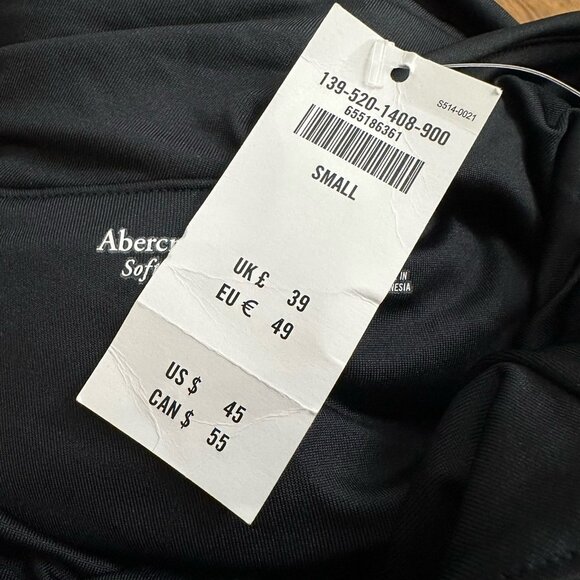 139-520-1408-900
655186361
S514-0021
SMALL
UK £ 39
EU € 49
US $ 45
CAN $ 55